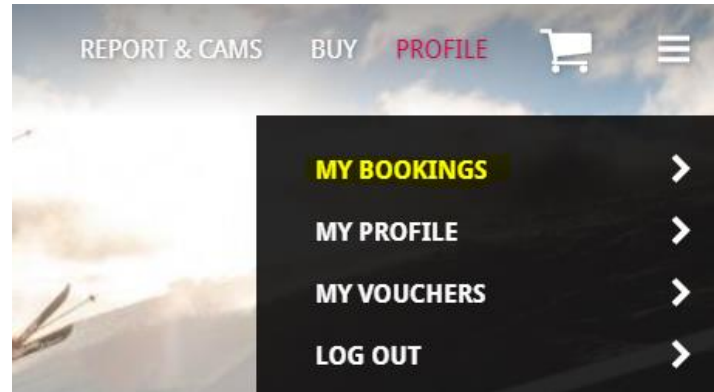 REPORT & CAMS BUY PROFILE
MY BOOKINGS
MY PROFILE
MY VOUCHERS
LOG OUT